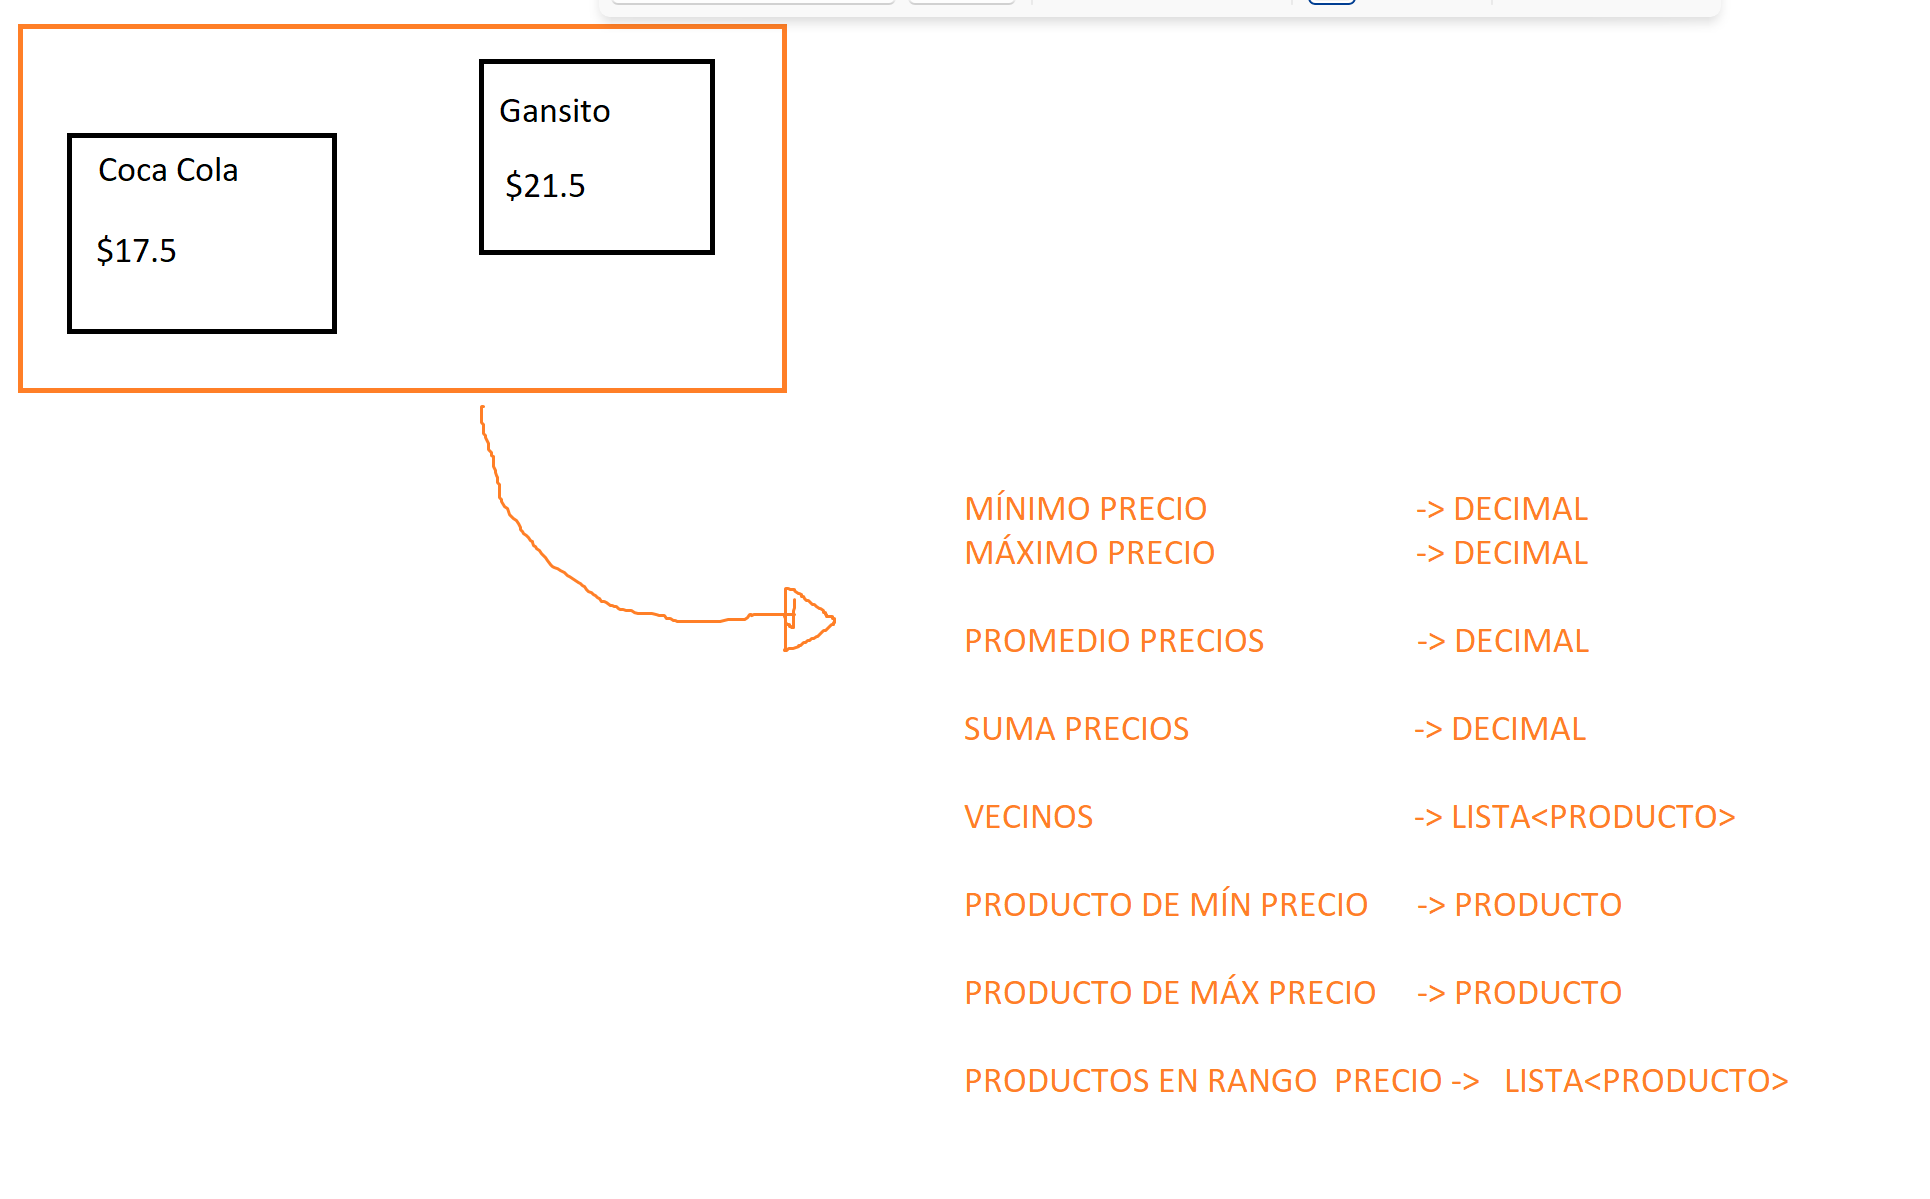 Gansito
$21.5
Coca Cola
$17.5
MÍNIMO PRECIO -> DECIMAL
MÁXIMO PRECIO -> DECIMAL
PROMEDIO PRECIOS -> DECIMAL
SUMA PRECIOS -> DECIMAL
VECINOS -> LISTA<PRODUCTO>
PRODUCTO DE MÍN PRECIO -> PRODUCTO
PRODUCTO DE MÁX PRECIO -> PRODUCTO
PRODUCTOS EN RANGO PRECIO -> LISTA<PRODUCTO>